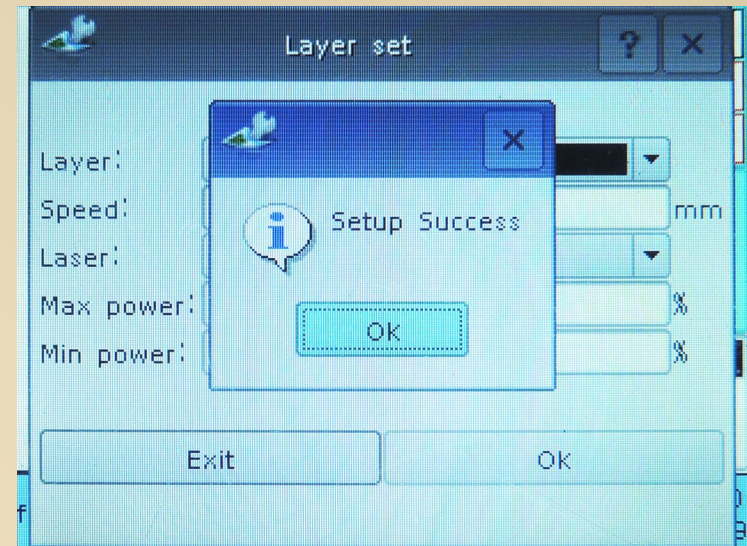 Layer set
?
Layer:
Speed:
mm
Setup Success
Laser:
Max power:
%
Ok
Min power:
%
Exit
OK